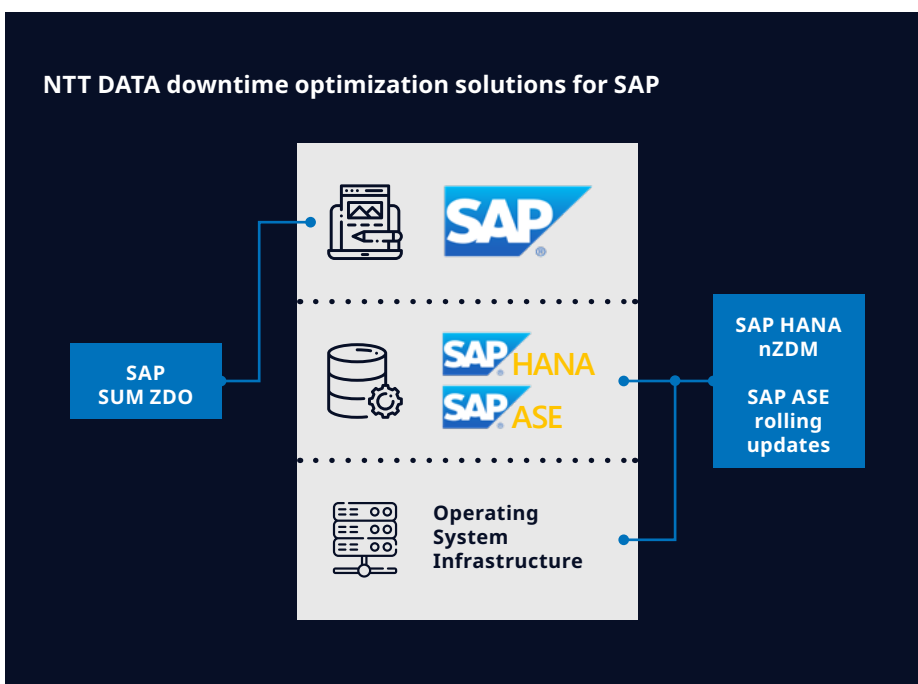 NTT DATA downtime optimization solutions for SAP
SAP
®
SAP
SUM ZDO
SAP® HANA
SAP® ASE
SAP HANA
nZDM
SAP ASE
rolling
updates
Operating
System
Infrastructure